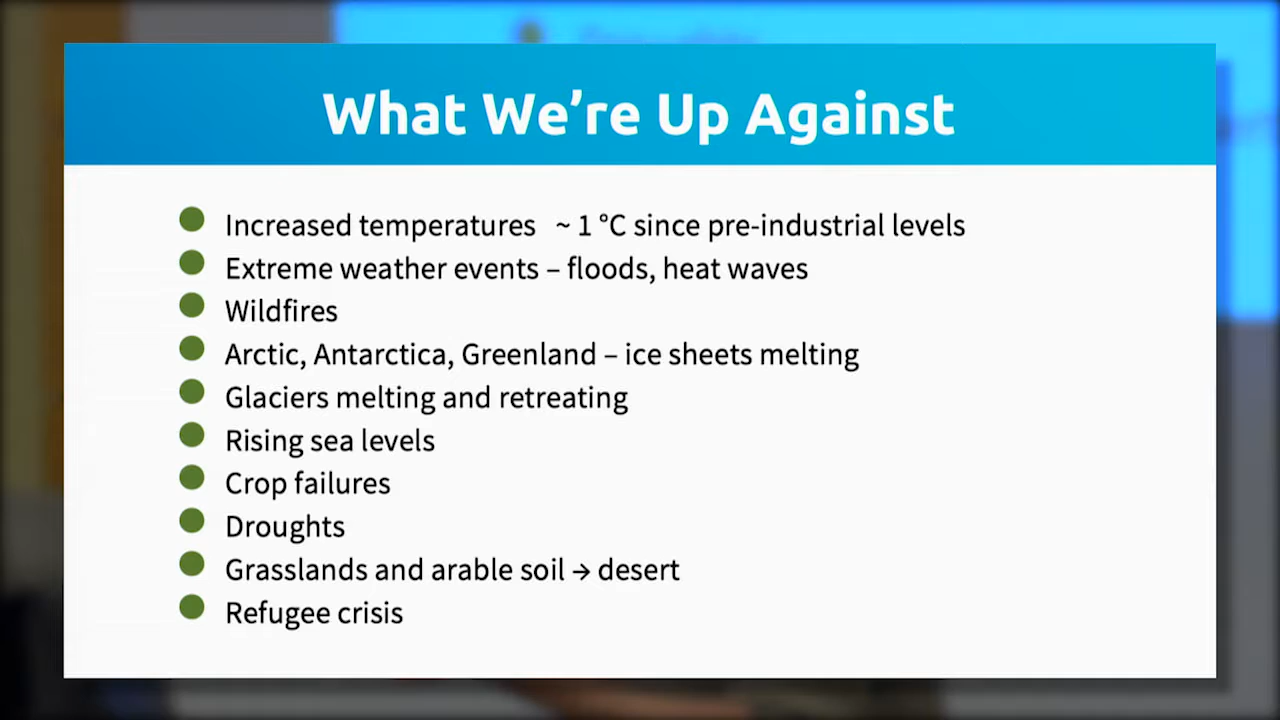 What We’re Up Against
Increased temperatures ~ 1 °C since pre-industrial levels
Extreme weather events – floods, heat waves
Wildfires
Arctic, Antarctica, Greenland – ice sheets melting
Glaciers melting and retreating
Rising sea levels
Crop failures
Droughts
Grasslands and arable soil → desert
Refugee crisis